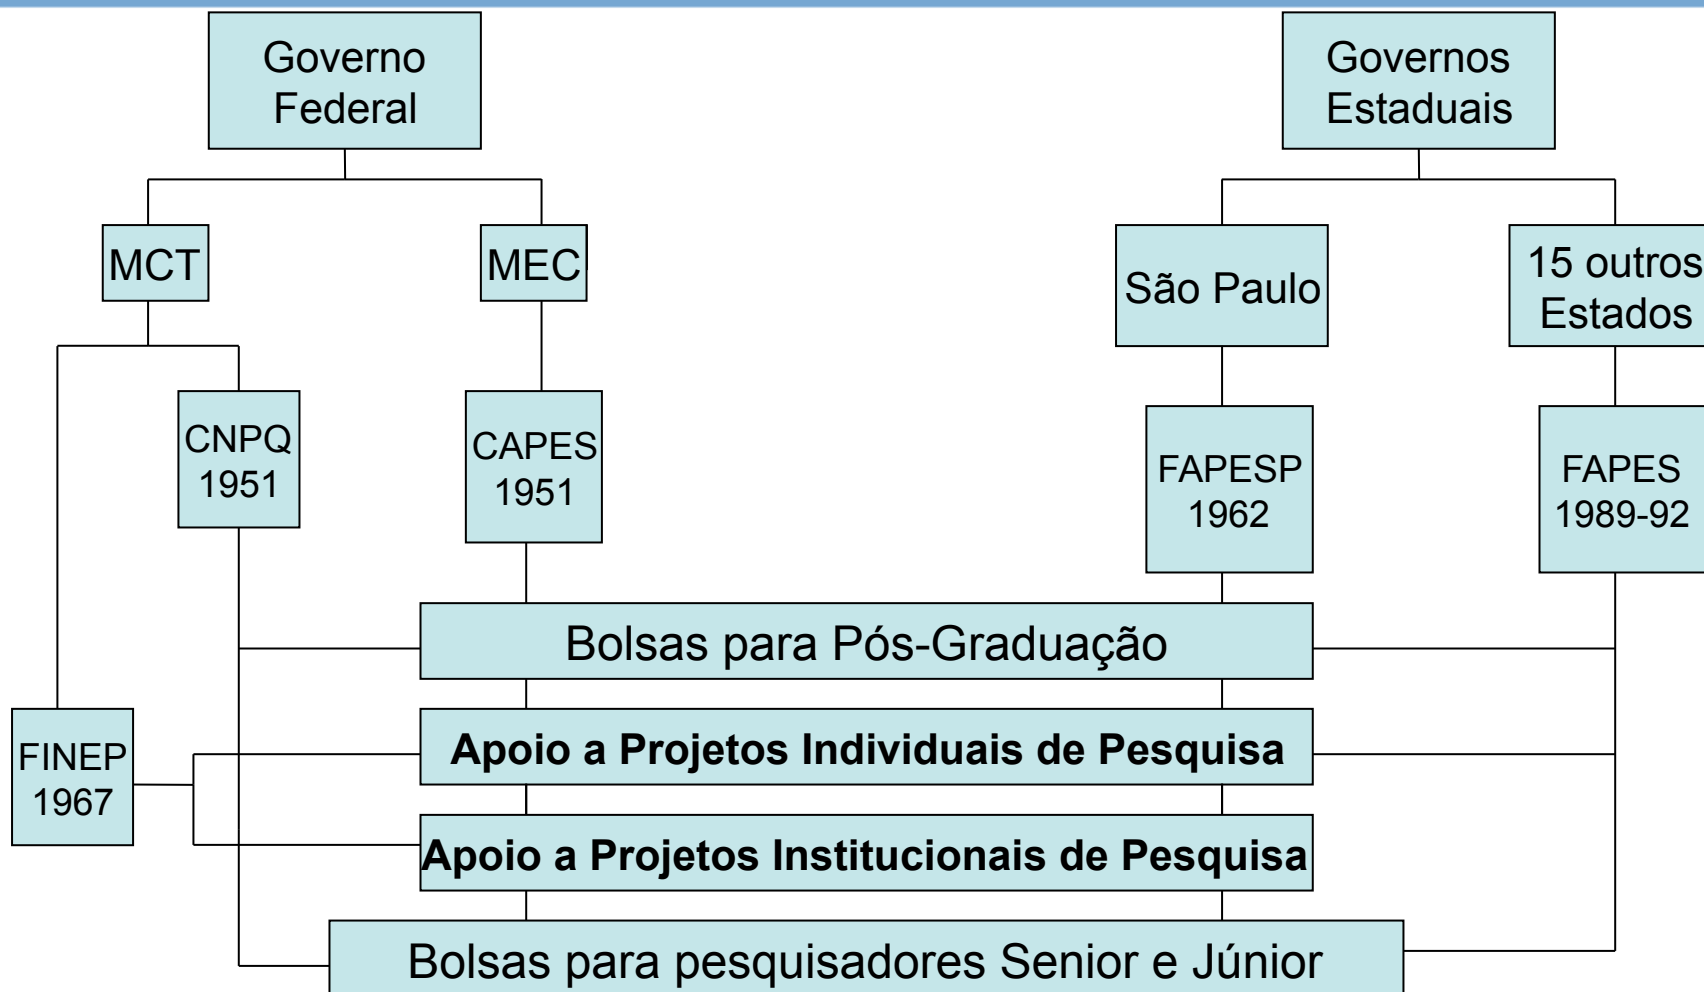 Governo
Federal
Governos
Estaduais
MCT
MEC
São Paulo
15 outros
Estados
CNPQ
1951
CAPES
1951
FAPESP
1962
FAPES
1989-92
Bolsas para Pós-Graduação
FINEP
1967
Apoio a Projetos Individuais de Pesquisa
Apoio a Projetos Institucionais de Pesquisa
Bolsas para pesquisadores Senior e Júnior